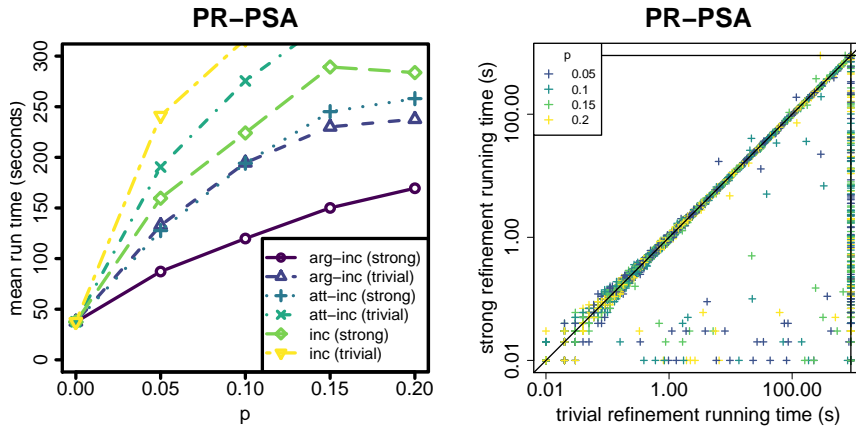 PR−PSA
mean run time (seconds)
300
250
200
150
100
50
0
0.00
0.05
0.10
0.15
0.20
p
arg−inc (strong)
arg−inc (trivial)
att−inc (strong)
att−inc (trivial)
inc (strong)
inc (trivial)
PR−PSA
strong refinement running time (s)
100.00
1.00
0.01
p
0.05
0.1
0.15
0.2
0.01
1.00
100.00
trivial refinement running time (s)